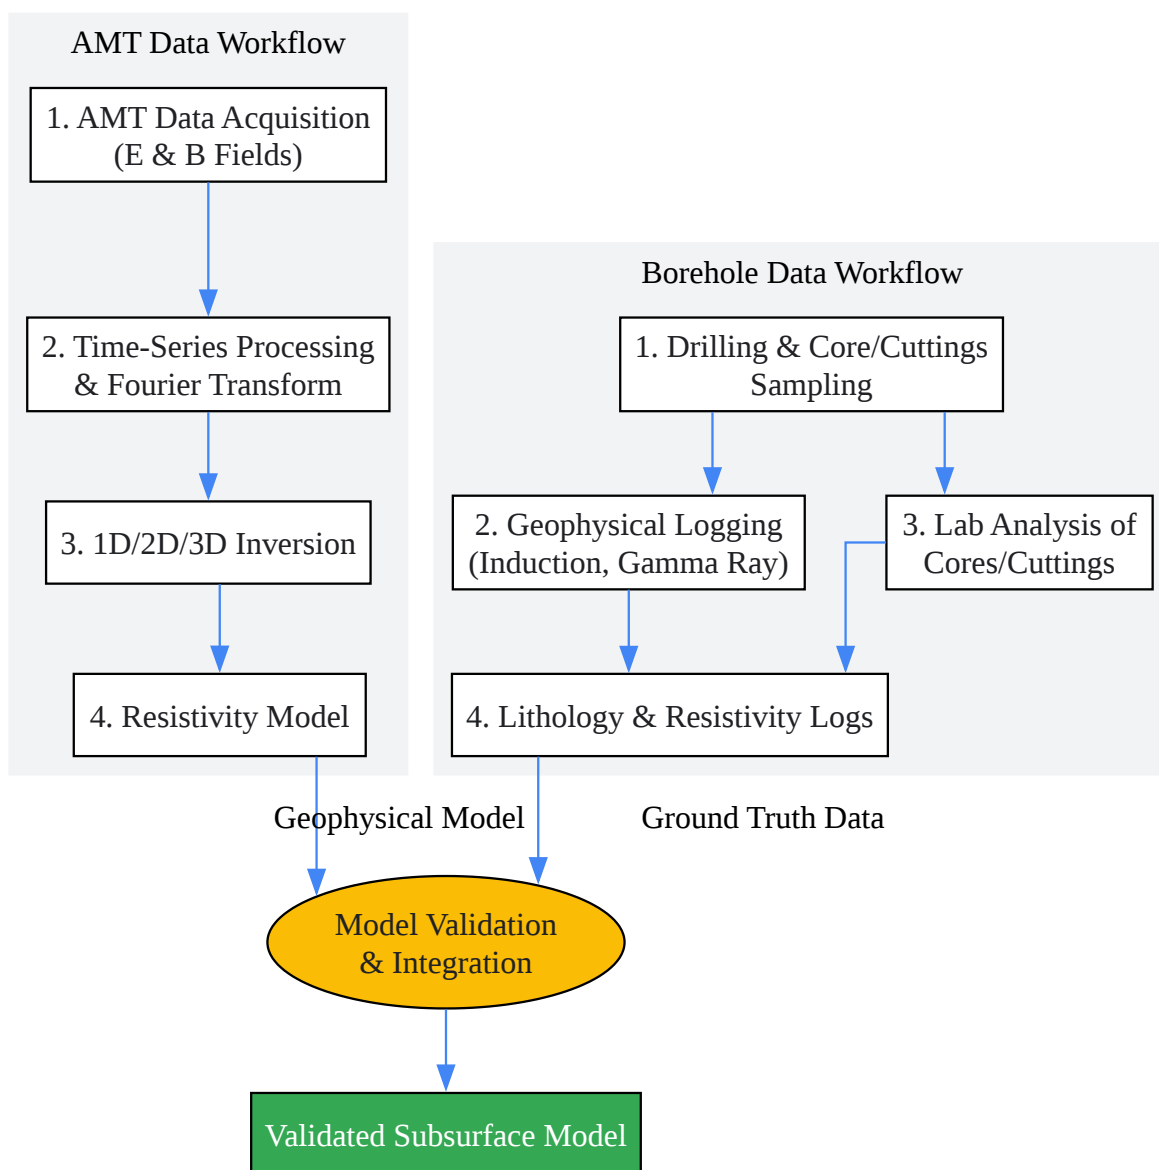 AMT Data Workflow
1. AMT Data Acquisition
(E & B Fields)
2. Time-Series Processing
& Fourier Transform
3. 1D/2D/3D Inversion
4. Resistivity Model
Borehole Data Workflow
1. Drilling & Core/Cuttings
Sampling
2. Geophysical Logging
(Induction, Gamma Ray)
3. Lab Analysis of
Cores/Cuttings
4. Lithology & Resistivity Logs
Geophysical Model
Ground Truth Data
Model Validation
& Integration
Validated Subsurface Model